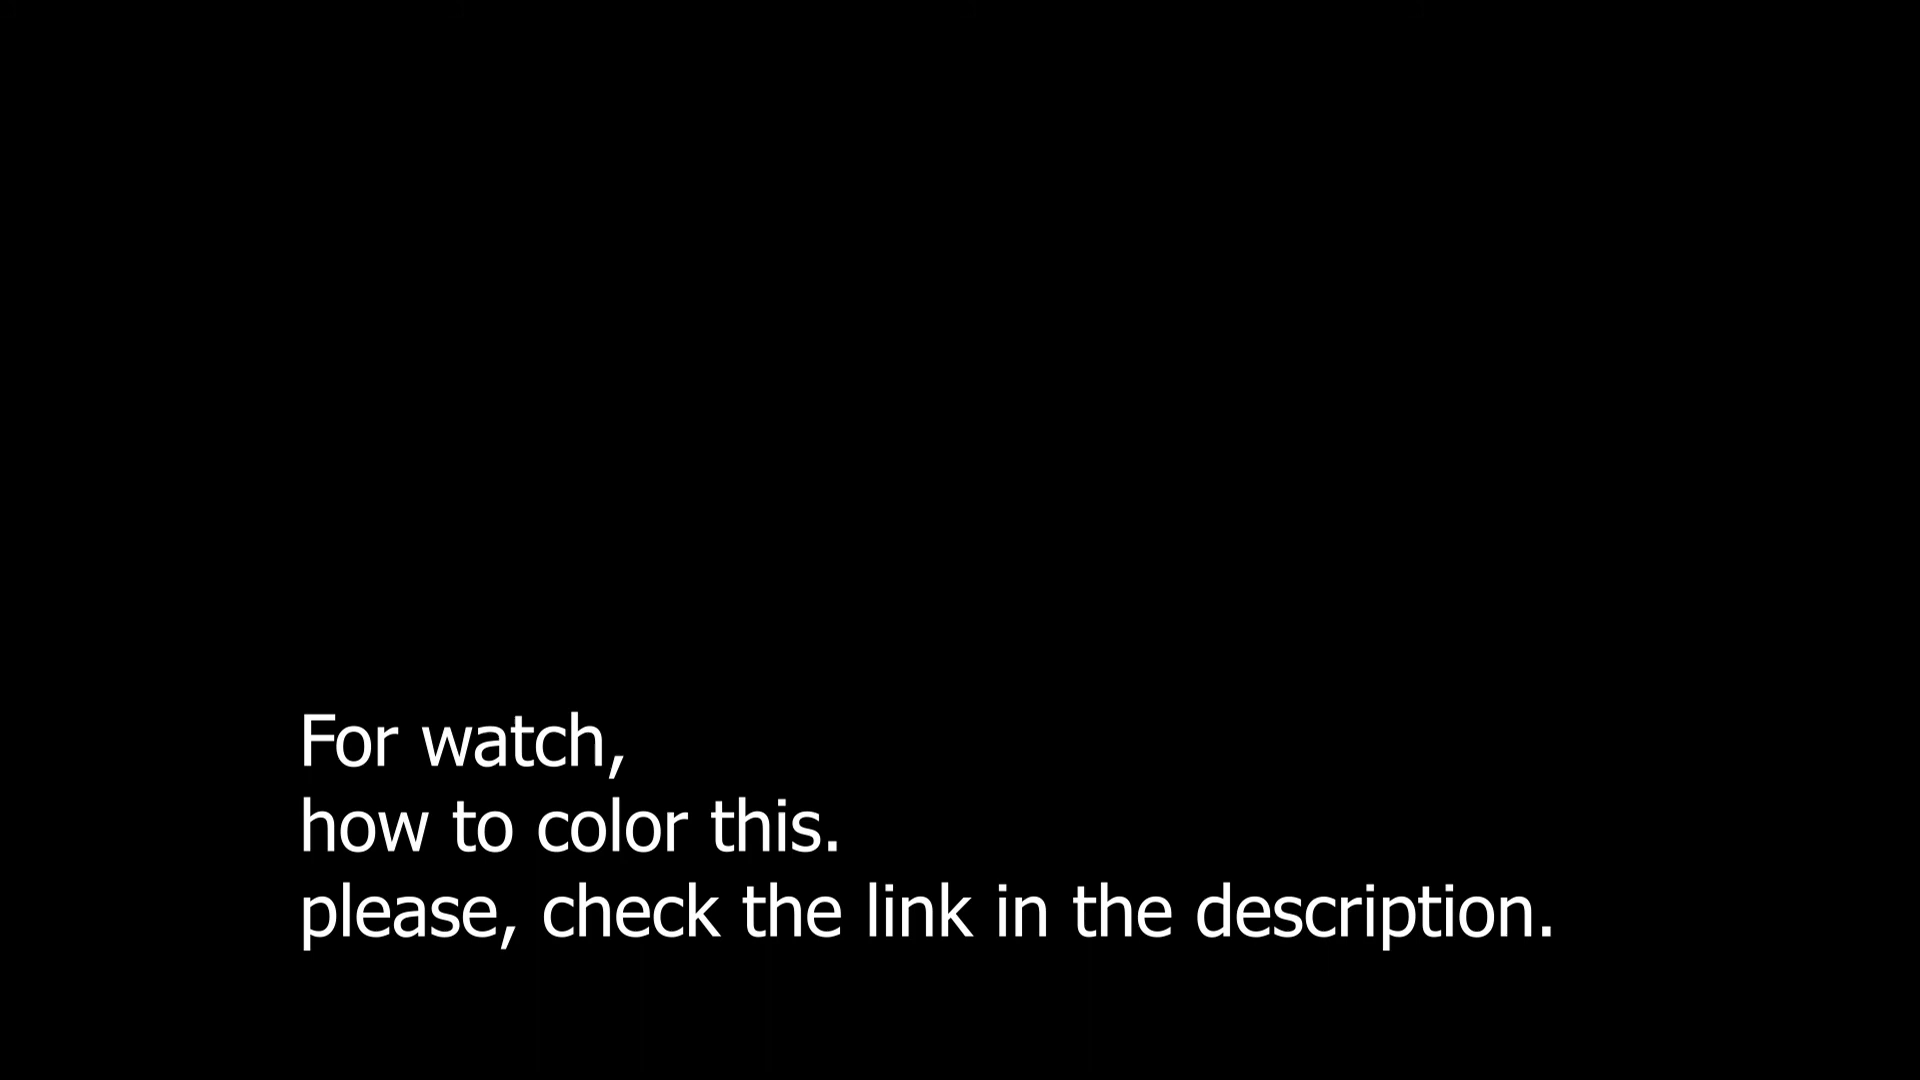 For watch,
how to color this.
please, check the link in the description.